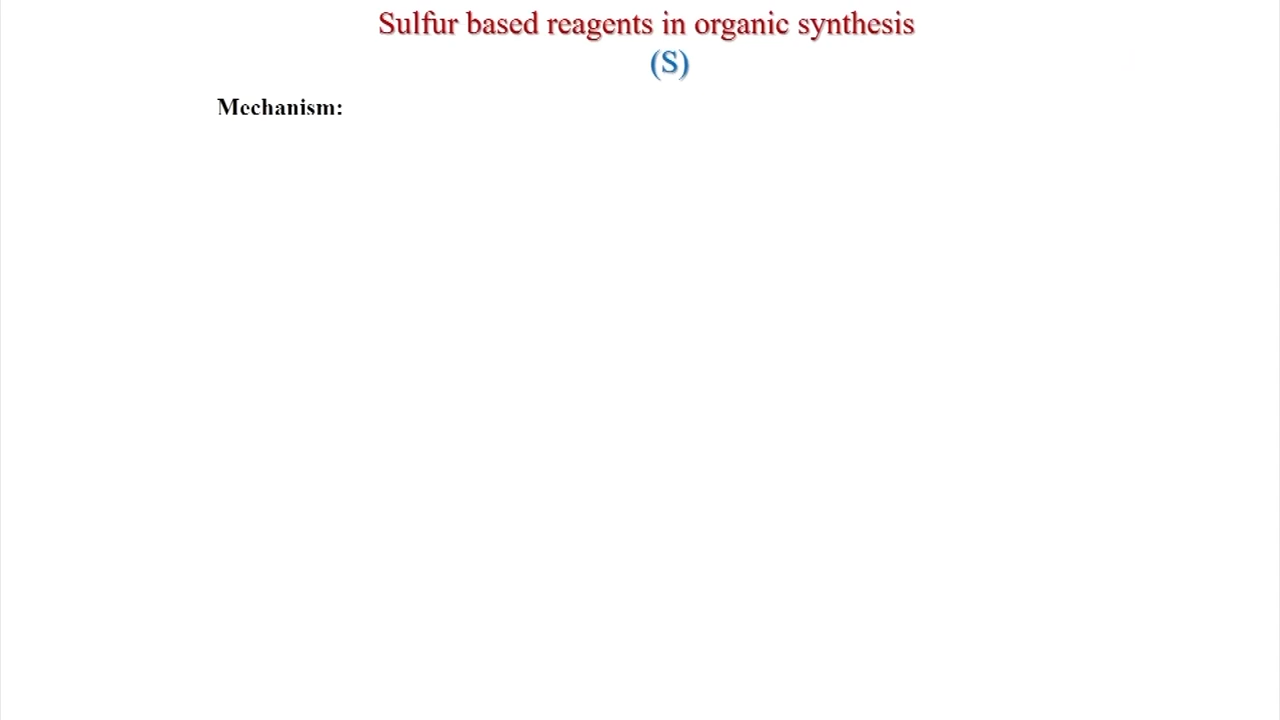 Sulfur based reagents in organic synthesis
(S)
Mechanism: